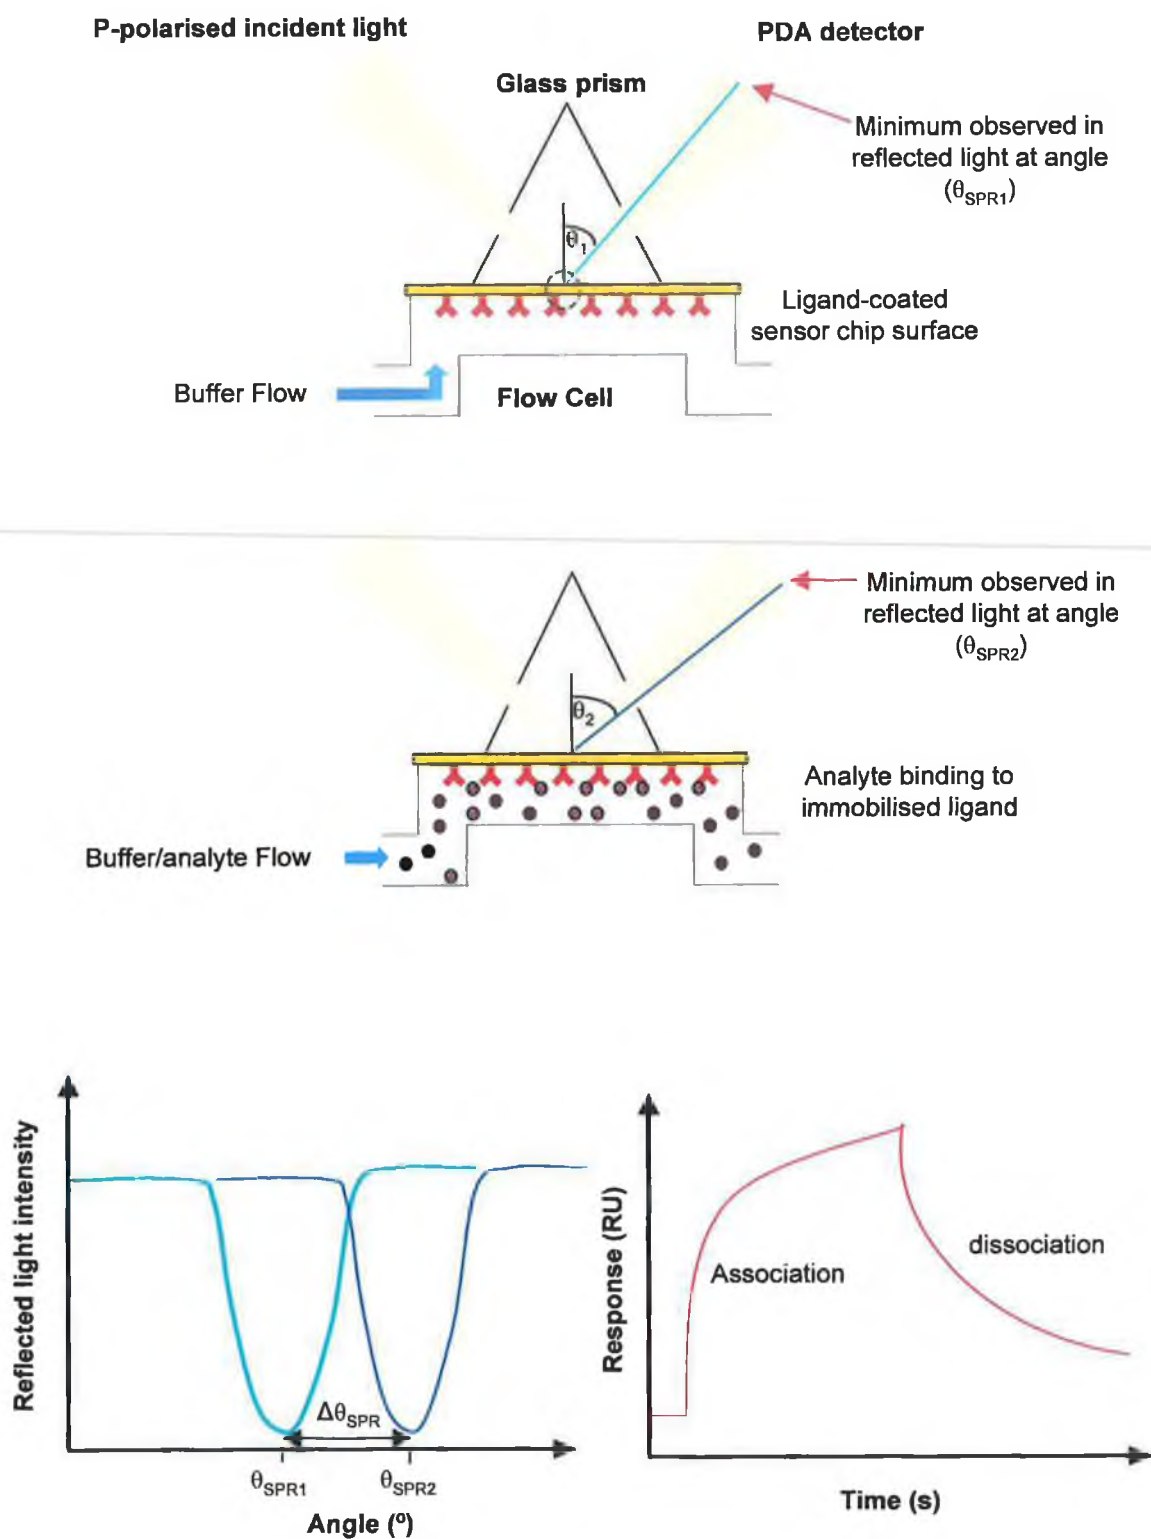 P-polarised incident light
PDA detector
Glass prism
Minimum observed in
reflected light at angle
(θSPR1)
θ1
Ligand-coated
sensor chip surface
Buffer Flow
Flow Cell
Minimum observed in
reflected light at angle
(θSPR2)
θ2
Analyte binding to
immobilised ligand
Buffer/analyte Flow
Reflected light intensity
ΔθSPR
θSPR1
θSPR2
Angle (º)
Response (RU)
Association
dissociation
Time (s)